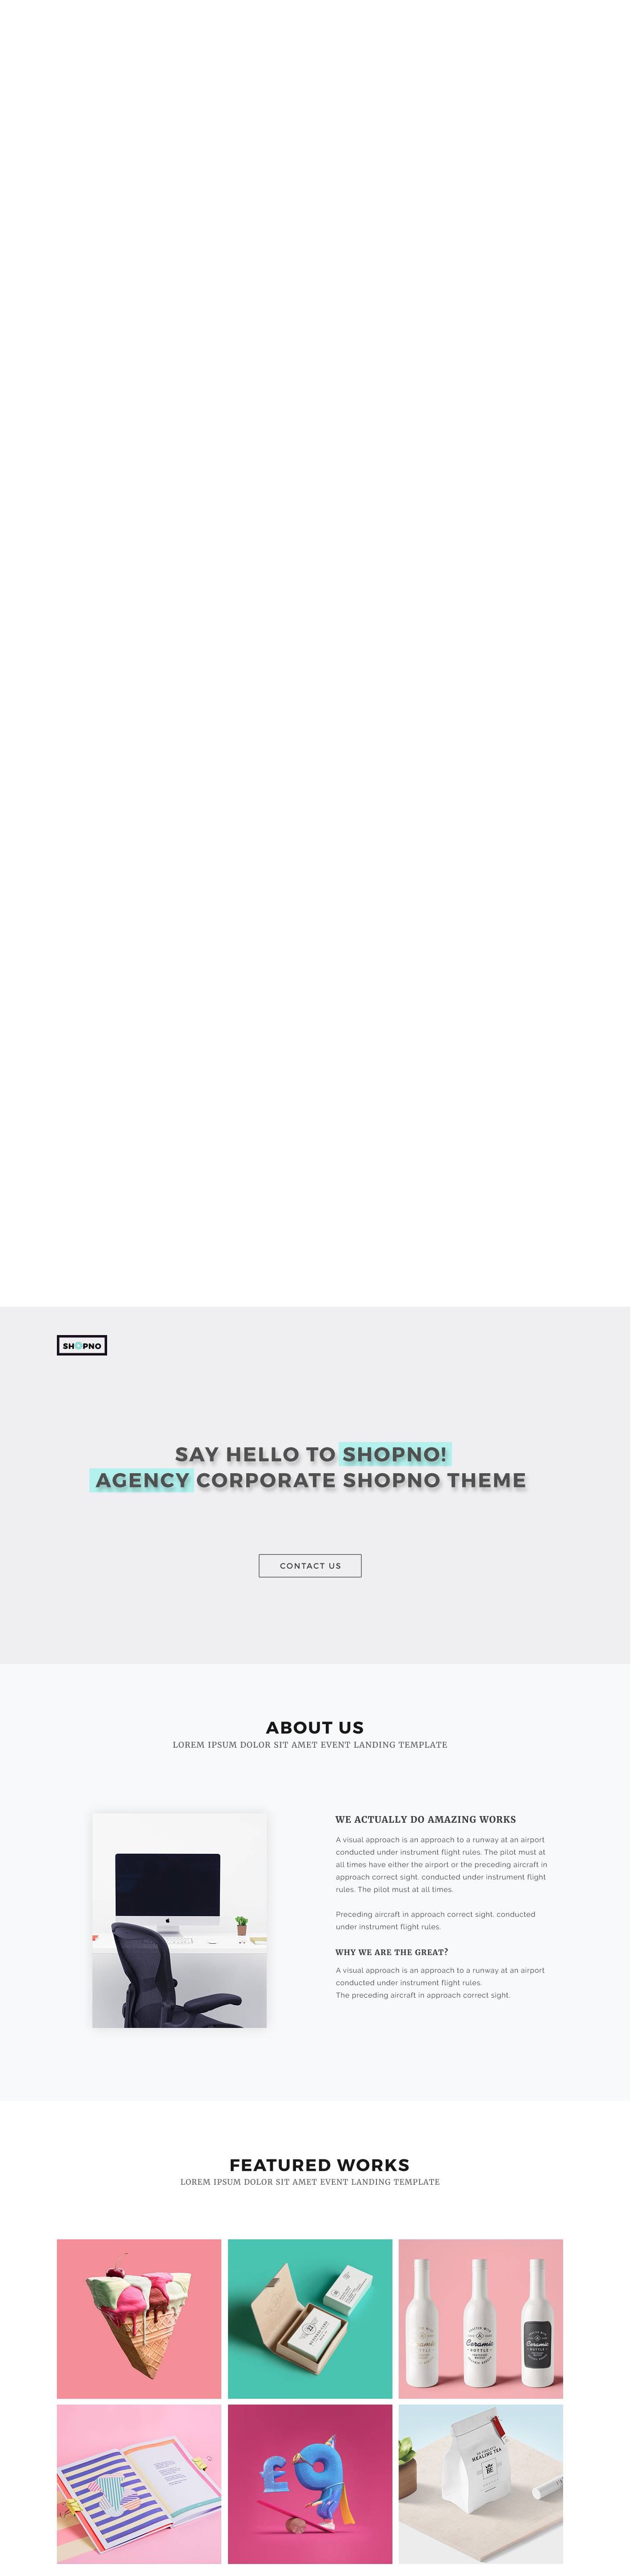 SHOPNO
SAY HELLO TO SHOPNO!
AGENCY CORPORATE SHOPNO THEME
CONTACT US
ABOUT US
LOREM IPSUM DOLOR SIT AMET EVENT LANDING TEMPLATE
WE ACTUALLY DO AMAZING WORKS
A visual approach is an approach to a runway at an airport
conducted under instrument flight rules. The pilot must at
all times have either the airport or the preceding aircraft in
approach correct sight. conducted under instrument flight
rules. The pilot must at all times.
Preceding aircraft in approach correct sight. conducted
under instrument flight rules.
WHY WE ARE THE GREAT?
A visual approach is an approach to a runway at an airport
conducted under instrument flight rules.
The preceding aircraft in approach correct sight.
FEATURED WORKS
LOREM IPSUM DOLOR SIT AMET EVENT LANDING TEMPLATE
Ceramic
BOTTLE
Ceramic
BOTTLE
Ceramic
BOTTLE
£9
HEALING TEA